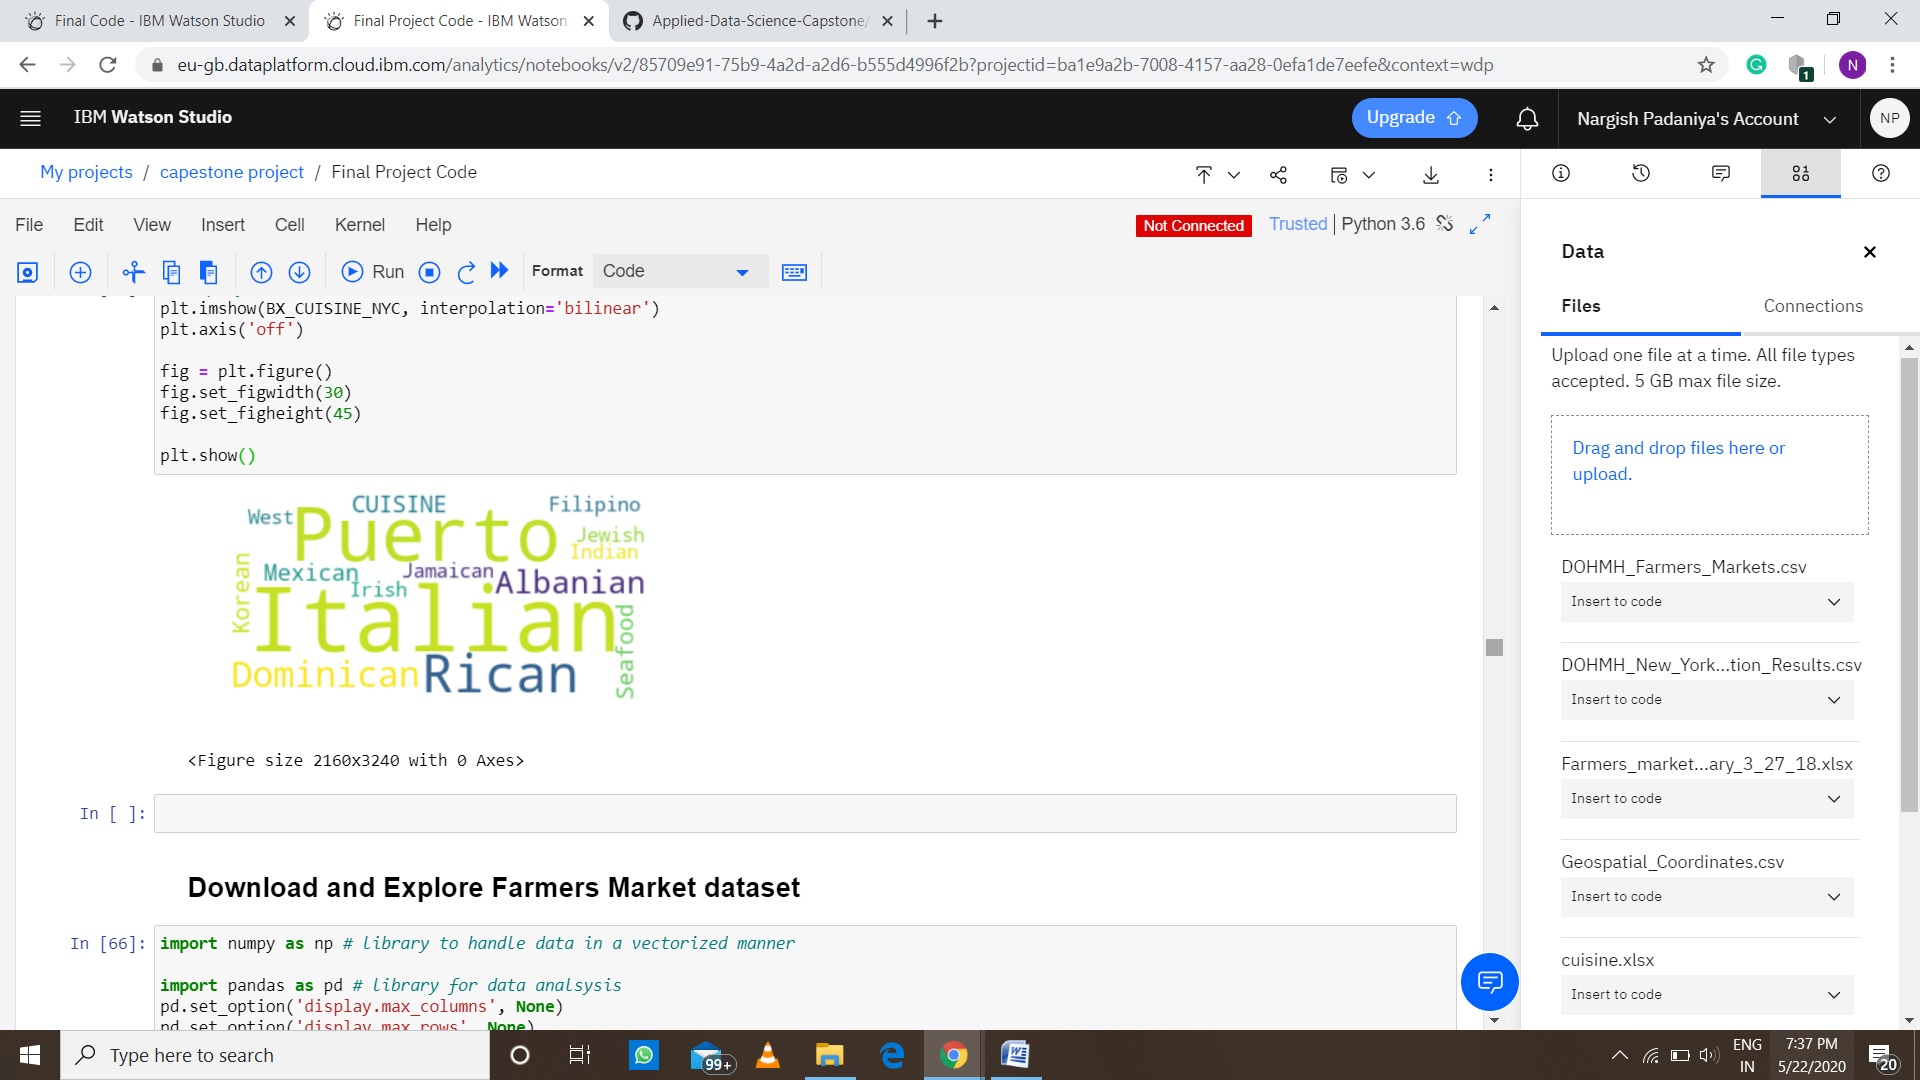 Final Code - IBM Watson Studio
Final Project Code - IBM Watson
Applied-Data-Science-Capstone/
eu-gb.dataplatform.cloud.ibm.com/analytics/notebooks/v2/85709e91-75b9-4a2d-a2d6-b555d4996f2b?projectid=ba1e9a2b-7008-4157-aa28-0efa1de7eefe&context=wdp
1
N
IBM Watson Studio
Upgrade
Nargish Padaniya's Account
NP
My projects / capestone project / Final Project Code
File Edit View Insert Cell Kernel Help
Not Connected
Trusted | Python 3.6
Run
Format
Code
plt.imshow(BX_CUISINE_NYC, interpolation='bilinear')
plt.axis('off')
fig = plt.figure()
fig.set_figwidth(30)
fig.set_figheight(45)
plt.show()
West
CUISINE
Filipino
Puerto
Jewish
Indian
Korean
Mexican
Jamaican
Irish
Albanian
Italian
Seafood
Dominican
Rican
<Figure size 2160x3240 with 0 Axes>
In [ ]:
Download and Explore Farmers Market dataset
In [66]:
import numpy as np # library to handle data in a vectorized manner
import pandas as pd # library for data analsysis
pd.set_option('display.max_columns', None)
pd.set_option('display.max_rows', None)
Data
Files
Connections
Upload one file at a time. All file types
accepted. 5 GB max file size.
Drag and drop files here or
upload.
DOHMH_Farmers_Markets.csv
Insert to code
DOHMH_New_York...tion_Results.csv
Insert to code
Farmers_market...ary_3_27_18.xlsx
Insert to code
Geospatial_Coordinates.csv
Insert to code
cuisine.xlsx
Insert to code
Type here to search
99+
ENG
IN
7:37 PM
5/22/2020
20